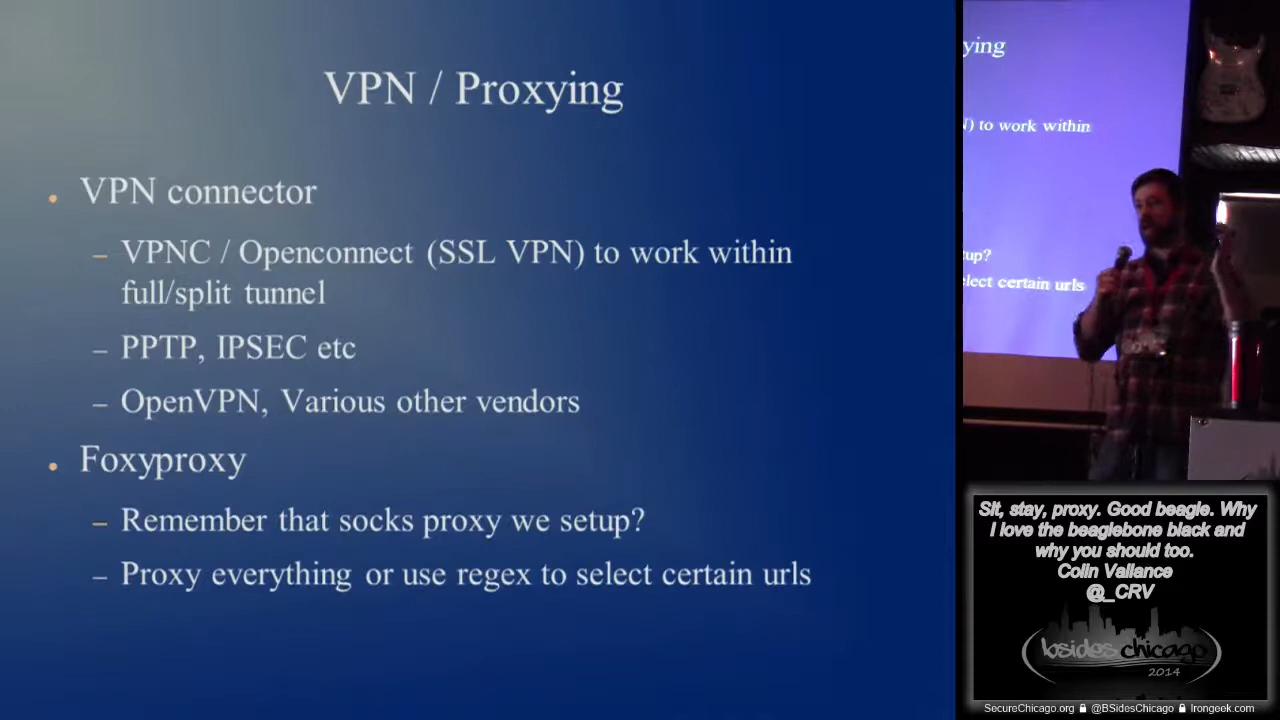 VPN / Proxying
• VPN connector
– VPNC / Openconnect (SSL VPN) to work within
full/split tunnel
– PPTP, IPSEC etc
– OpenVPN, Various other vendors
• Foxyproxy
– Remember that socks proxy we setup?
– Proxy everything or use regex to select certain urls
ying
N) to work within
up?
elect certain urls
Sit, stay, proxy. Good beagle. Why
I love the beaglebone black and
why you should too.
Colin Vallance
@_CRV
bsides chicago
2014
SecureChicago.org @BSidesChicago Irongeek.com